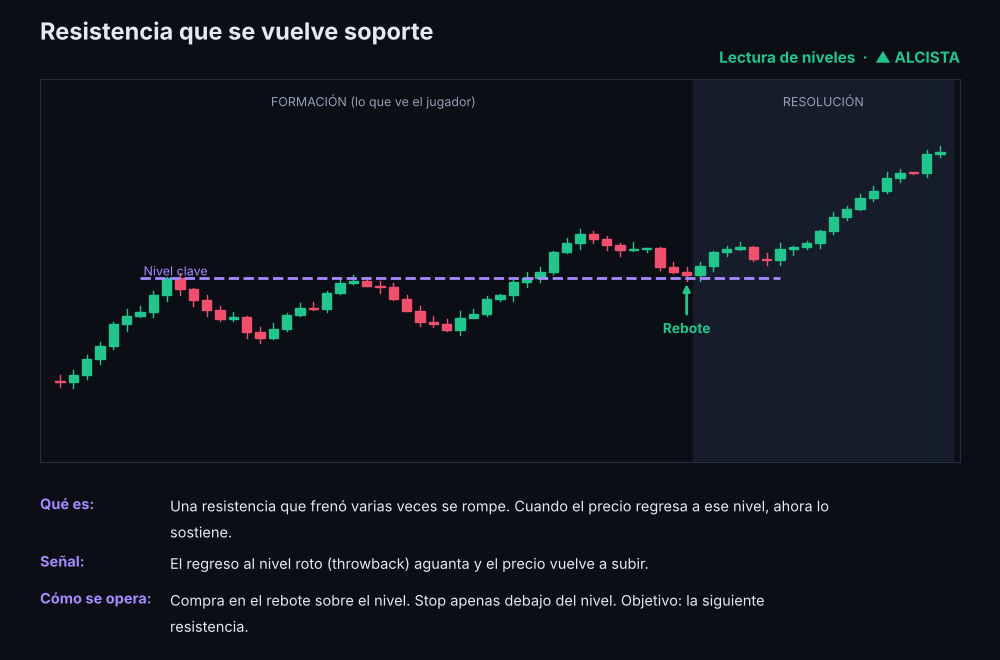 Resistencia que se vuelve soporte
Lectura de niveles · ▲ ALCISTA
FORMACIÓN (lo que ve el jugador)
RESOLUCIÓN
Nivel clave
Rebote
Qué es:
Una resistencia que frenó varias veces se rompe. Cuando el precio regresa a ese nivel, ahora lo
sostiene.
Señal:
El regreso al nivel roto (throwback) aguanta y el precio vuelve a subir.
Cómo se opera:
Compra en el rebote sobre el nivel. Stop apenas debajo del nivel. Objetivo: la siguiente
resistencia.